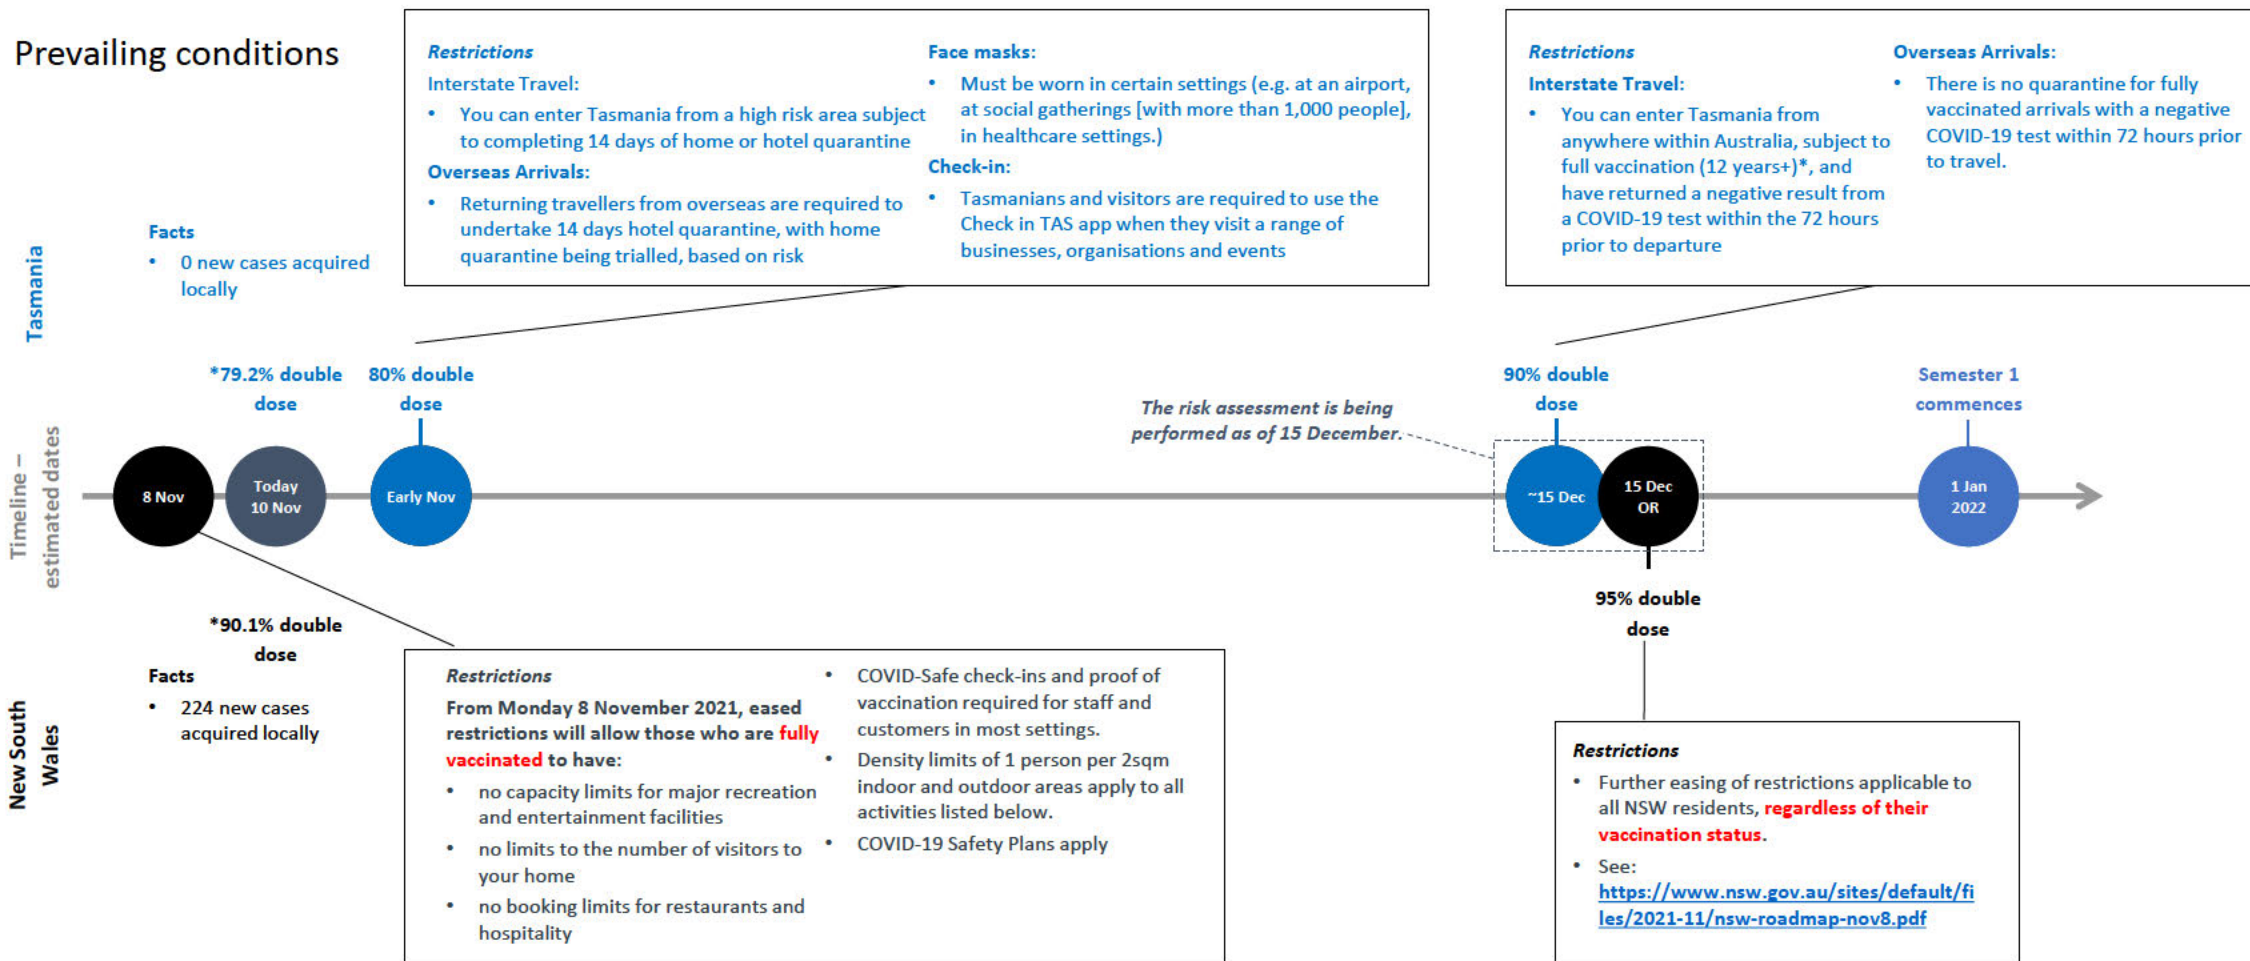 Prevailing conditions
Restrictions
Interstate Travel:
• You can enter Tasmania from a high risk area subject
to completing 14 days of home or hotel quarantine
Overseas Arrivals:
• Returning travellers from overseas are required to
undertake 14 days hotel quarantine, with home
quarantine being trialled, based on risk
Face masks:
• Must be worn in certain settings (e.g. at an airport,
at social gatherings [with more than 1,000 people],
in healthcare settings.)
Check-in:
• Tasmanians and visitors are required to use the
Check in TAS app when they visit a range of
businesses, organisations and events
Restrictions
Interstate Travel:
• You can enter Tasmania from
anywhere within Australia, subject to
full vaccination (12 years+)*, and
have returned a negative result from
a COVID-19 test within the 72 hours
prior to departure
Overseas Arrivals:
• There is no quarantine for fully
vaccinated arrivals with a negative
COVID-19 test within 72 hours prior
to travel.
Tasmania
Facts
• 0 new cases acquired
locally
*79.2% double
dose
80% double
dose
The risk assessment is being
performed as of 15 December.
90% double
dose
Semester 1
commences
Timeline –
estimated dates
8 Nov
Today
10 Nov
Early Nov
~15 Dec
15 Dec
OR
1 Jan
2022
95% double
dose
*90.1% double
dose
New South
Wales
Facts
• 224 new cases
acquired locally
Restrictions
From Monday 8 November 2021, eased
restrictions will allow those who are fully
vaccinated to have:
• no capacity limits for major recreation
and entertainment facilities
• no limits to the number of visitors to
your home
• no booking limits for restaurants and
hospitality
• COVID-Safe check-ins and proof of
vaccination required for staff and
customers in most settings.
• Density limits of 1 person per 2sqm
indoor and outdoor areas apply to all
activities listed below.
• COVID-19 Safety Plans apply
Restrictions
• Further easing of restrictions applicable to
all NSW residents, regardless of their
vaccination status.
• See:
https://www.nsw.gov.au/sites/default/fi
les/2021-11/nsw-roadmap-nov8.pdf